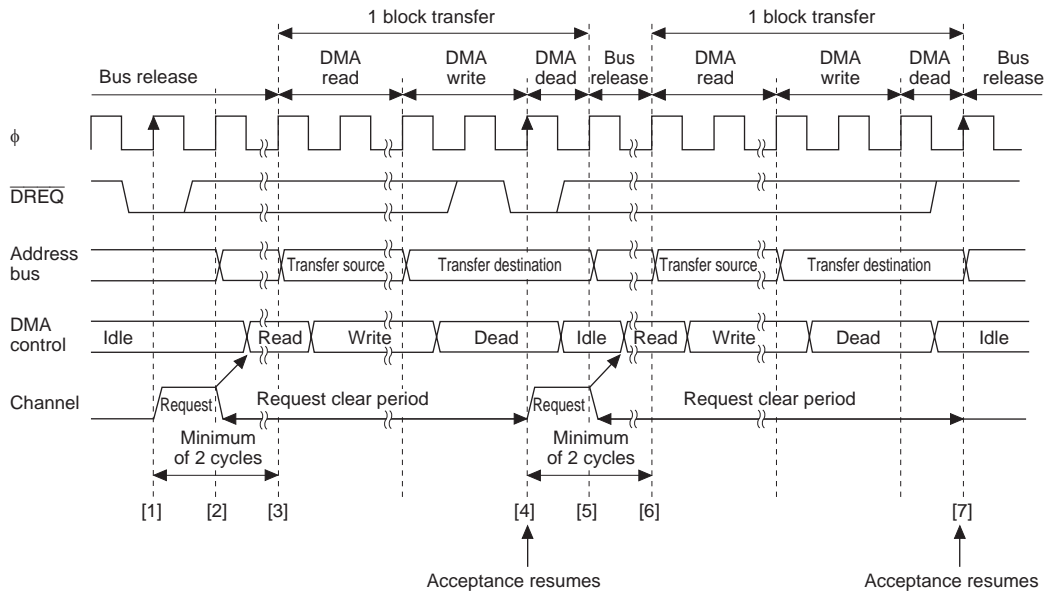 1 block transfer 1 block transfer
Bus release DMA read DMA write DMA dead Bus release DMA read DMA write DMA dead Bus release
ϕ
DREQ
Address bus Transfer source Transfer destination Transfer source Transfer destination
DMA control Idle Read Write Dead Idle Read Write Dead Idle
Channel Request Request clear period Request Request clear period
Minimum of 2 cycles Minimum of 2 cycles
[1] [2] [3] [4] [5] [6] [7]
Acceptance resumes Acceptance resumes